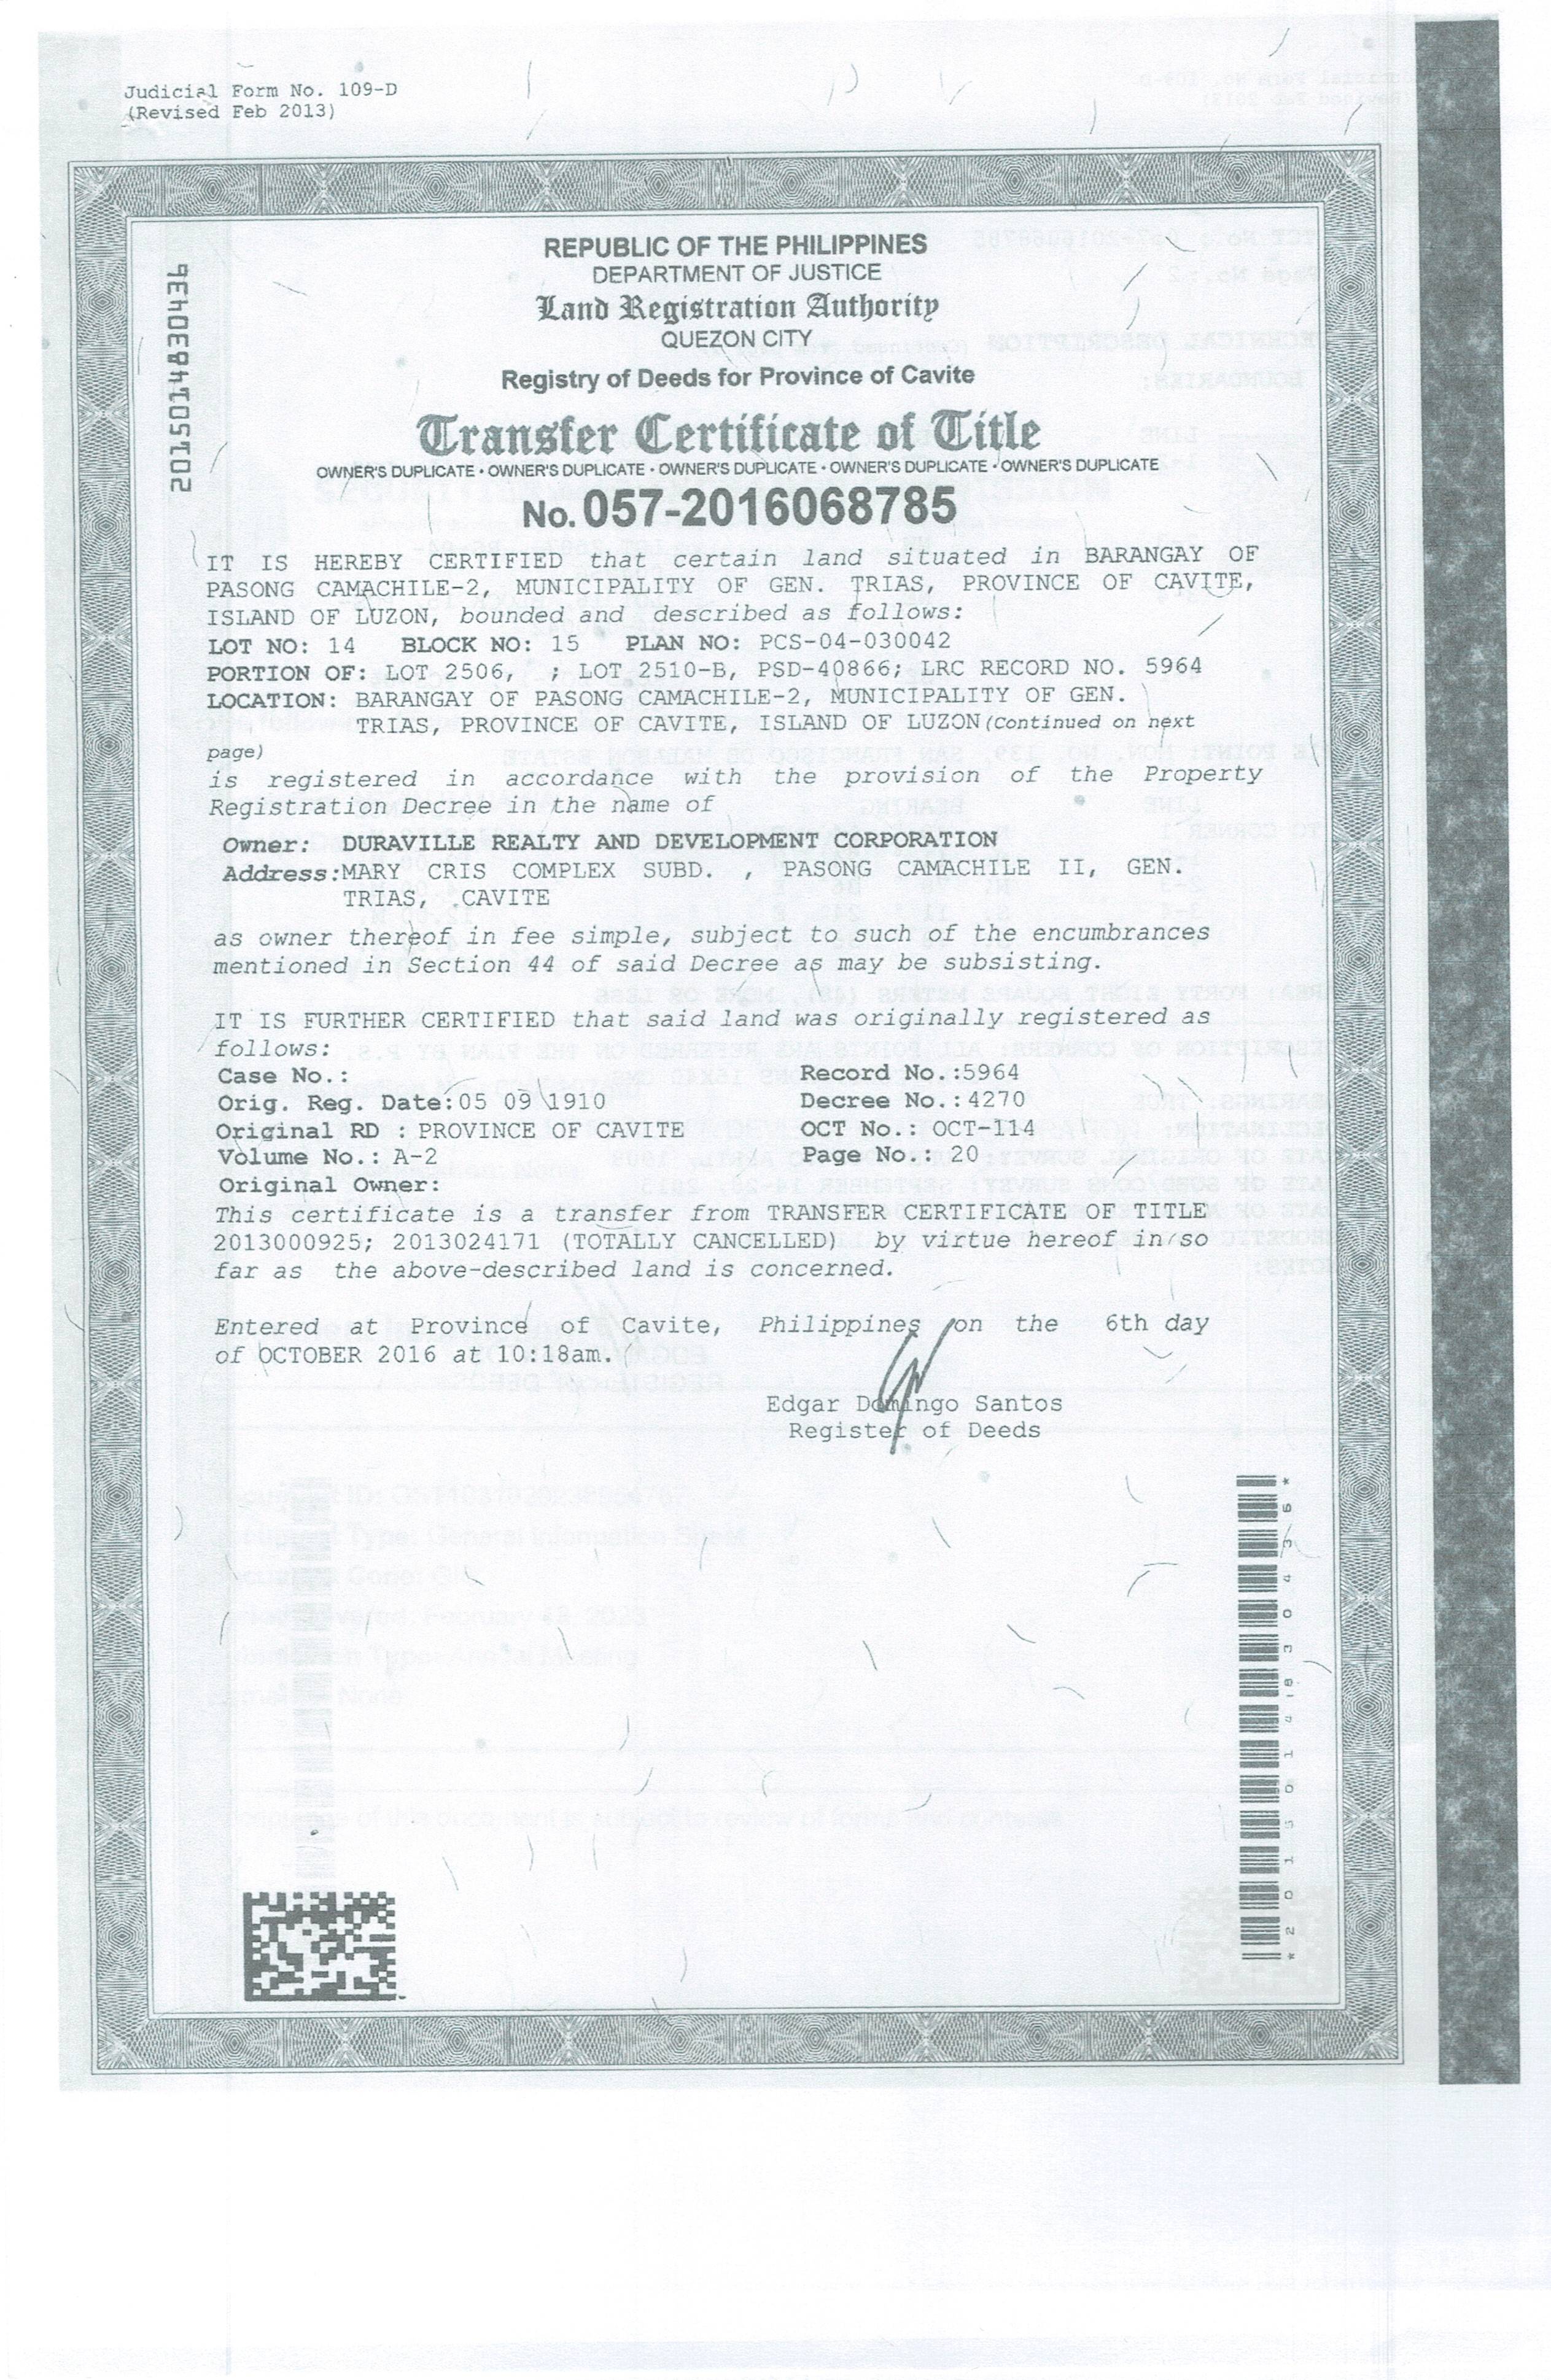 Judicial Form No. 109-D
(Revised Feb 2013)
2015014830436
REPUBLIC OF THE PHILIPPINES
DEPARTMENT OF JUSTICE
Land Registration Authority
QUEZON CITY
Registry of Deeds for Province of Cavite
Transfer Certificate of Title
OWNER'S DUPLICATE • OWNER'S DUPLICATE • OWNER'S DUPLICATE • OWNER'S DUPLICATE • OWNER'S DUPLICATE
No. 057-2016068785
IT IS HEREBY CERTIFIED that certain land situated in BARANGAY OF
PASONG CAMACHILE-2, MUNICIPALITY OF GEN. TRIAS, PROVINCE OF CAVITE,
ISLAND OF LUZON, bounded and described as follows:
LOT NO: 14 BLOCK NO: 15 PLAN NO: PCS-04-030042
PORTION OF: LOT 2506, ; LOT 2510-B, PSD-40866; LRC RECORD NO. 5964
LOCATION: BARANGAY OF PASONG CAMACHILE-2, MUNICIPALITY OF GEN.
TRIAS, PROVINCE OF CAVITE, ISLAND OF LUZON (Continued on next
page)
is registered in accordance with the provision of the Property
Registration Decree in the name of
Owner: DURAVILLE REALTY AND DEVELOPMENT CORPORATION
Address: MARY CRIS COMPLEX SUBD. , PASONG CAMACHILE II, GEN.
TRIAS, CAVITE
as owner thereof in fee simple, subject to such of the encumbrances
mentioned in Section 44 of said Decree as may be subsisting.
IT IS FURTHER CERTIFIED that said land was originally registered as
follows:
Case No.: Record No.:5964
Orig. Reg. Date:05 09 1910 Decree No.:4270
Original RD : PROVINCE OF CAVITE OCT No.: OCT-114
Volume No.: A-2 Page No.: 20
Original Owner:
This certificate is a transfer from TRANSFER CERTIFICATE OF TITLE
2013000925; 2013024171 (TOTALLY CANCELLED) by virtue hereof in so
far as the above-described land is concerned.
Entered at Province of Cavite, Philippines on the 6th day
of OCTOBER 2016 at 10:18am.
Edgar Domingo Santos
Register of Deeds
*2015014830436*